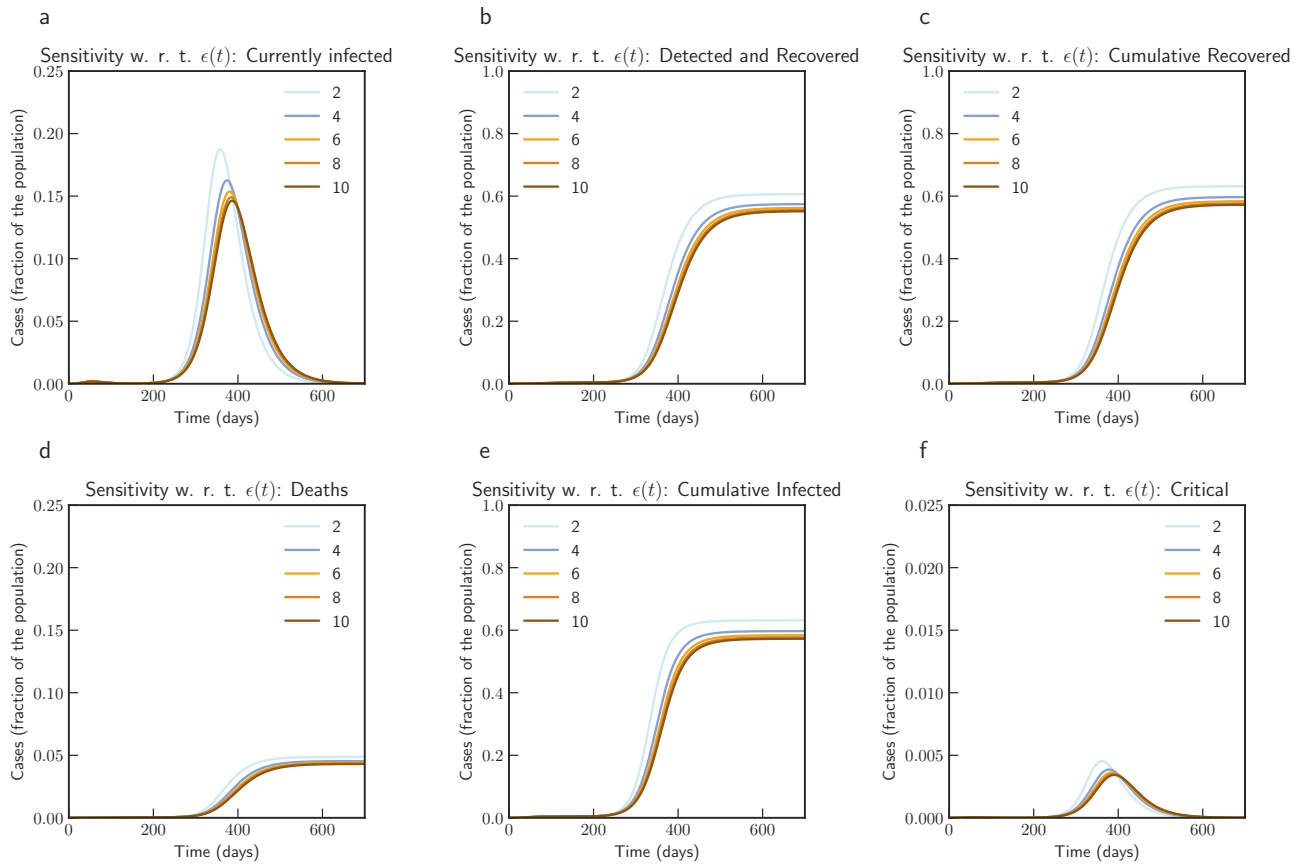 a
Sensitivity w. r. t. ϵ(t): Currently infected
Cases (fraction of the population)
0.25
0.20
0.15
0.10
0.05
0.00
2
4
6
8
10
0 200 400 600
Time (days)
b
Sensitivity w. r. t. ϵ(t): Detected and Recovered
Cases (fraction of the population)
1.0
0.8
0.6
0.4
0.2
0.0
2
4
6
8
10
0 200 400 600
Time (days)
c
Sensitivity w. r. t. ϵ(t): Cumulative Recovered
Cases (fraction of the population)
1.0
0.8
0.6
0.4
0.2
0.0
2
4
6
8
10
0 200 400 600
Time (days)
d
Sensitivity w. r. t. ϵ(t): Deaths
Cases (fraction of the population)
0.25
0.20
0.15
0.10
0.05
0.00
2
4
6
8
10
0 200 400 600
Time (days)
e
Sensitivity w. r. t. ϵ(t): Cumulative Infected
Cases (fraction of the population)
1.0
0.8
0.6
0.4
0.2
0.0
2
4
6
8
10
0 200 400 600
Time (days)
f
Sensitivity w. r. t. ϵ(t): Critical
Cases (fraction of the population)
0.025
0.020
0.015
0.010
0.005
0.000
2
4
6
8
10
0 200 400 600
Time (days)